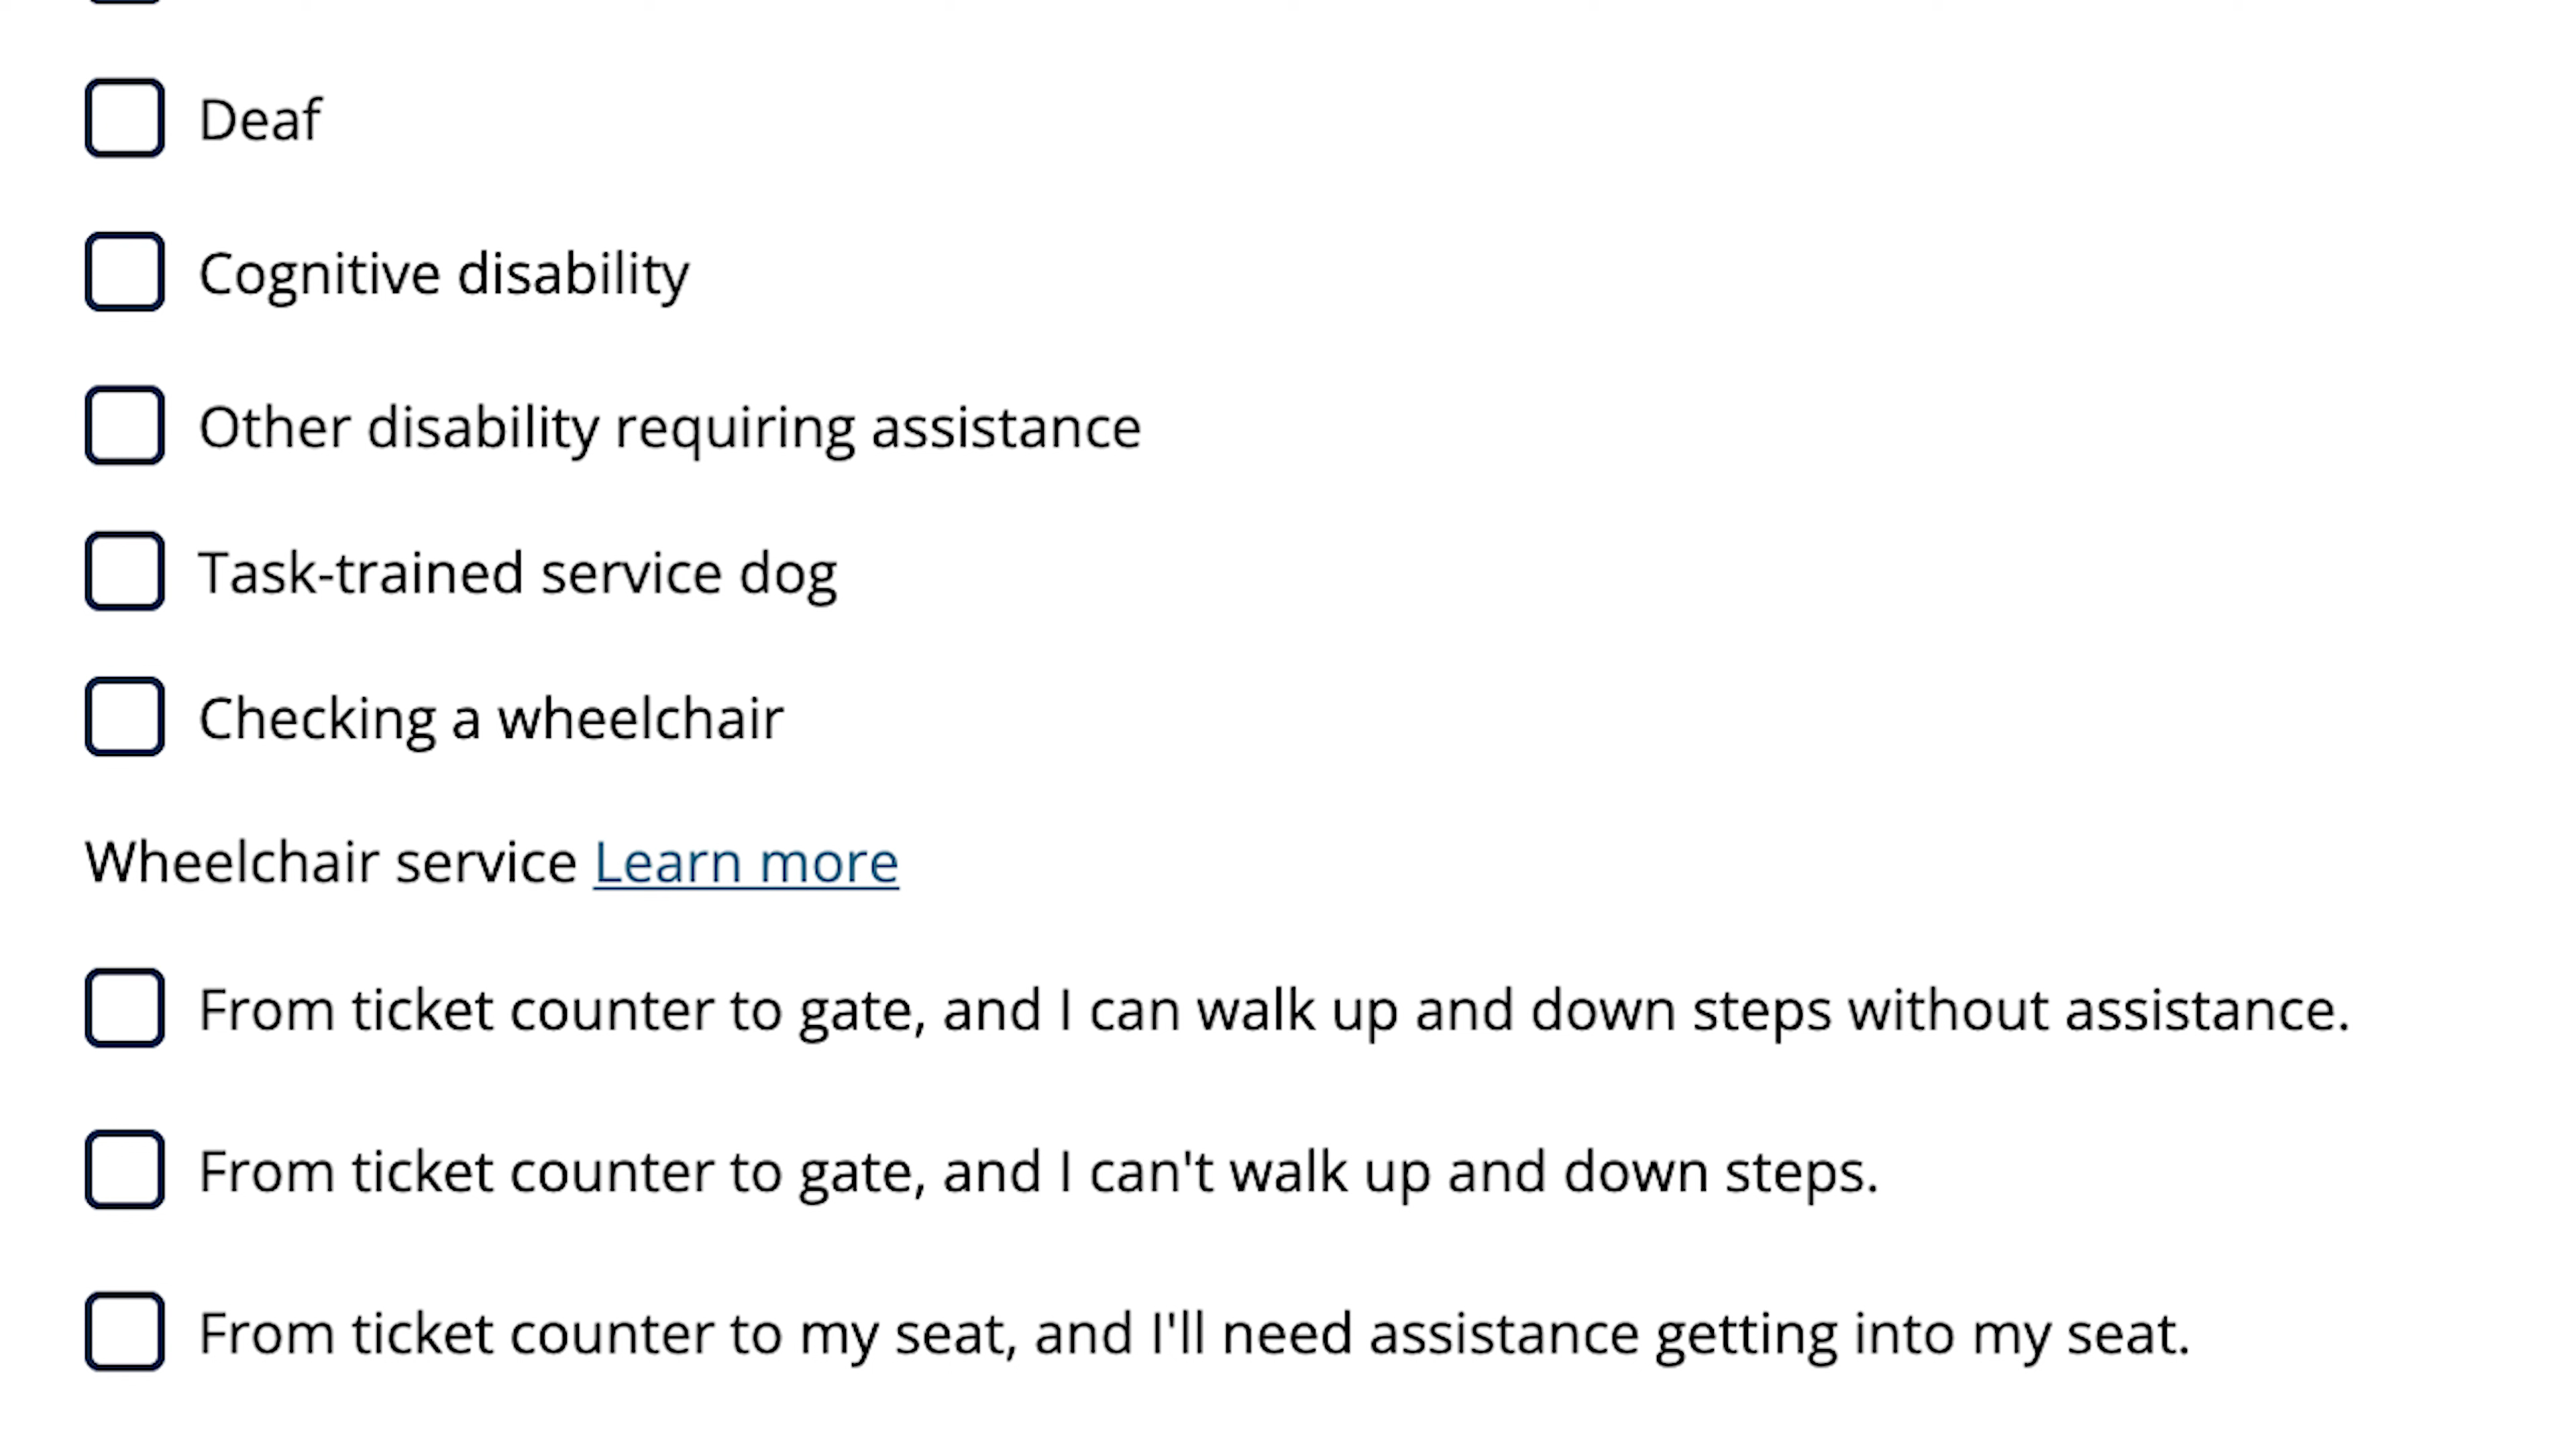 Deaf
Cognitive disability
Other disability requiring assistance
Task-trained service dog
Checking a wheelchair
Wheelchair service Learn more
From ticket counter to gate, and I can walk up and down steps without assistance.
From ticket counter to gate, and I can't walk up and down steps.
From ticket counter to my seat, and I'll need assistance getting into my seat.